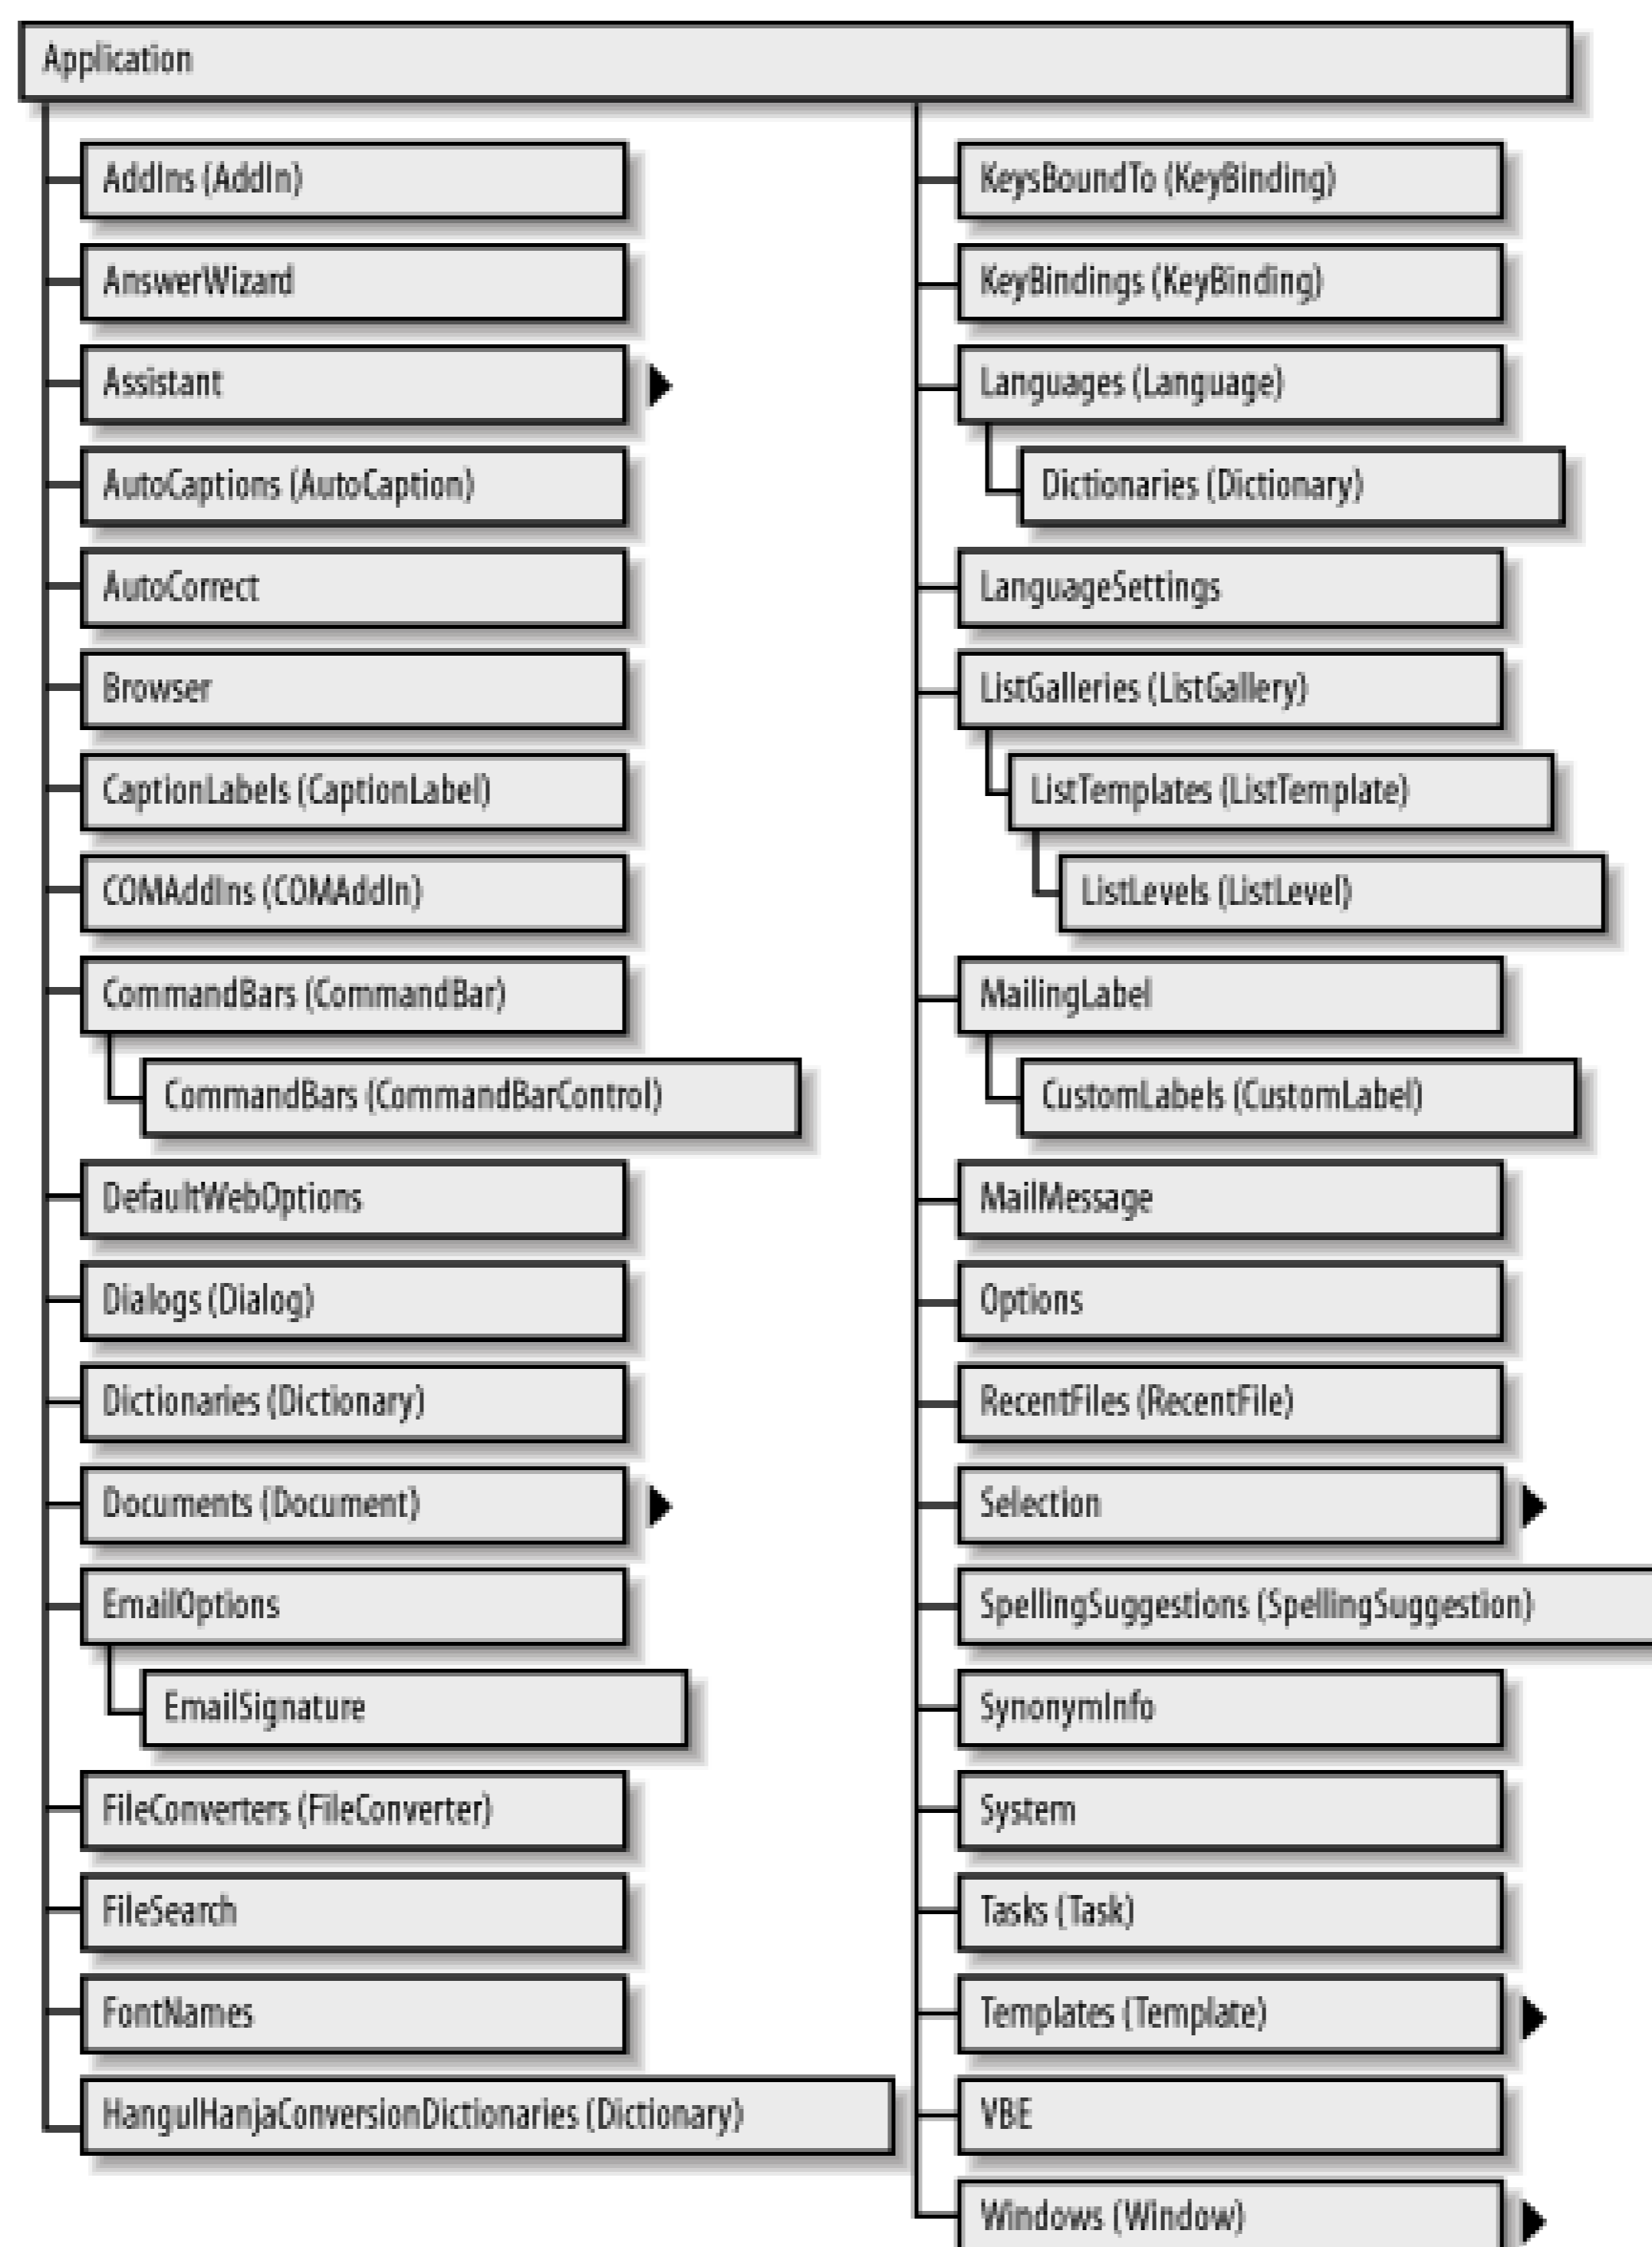 Application
AddIns (AddIn)
AnswerWizard
Assistant
AutoCaptions (AutoCaption)
AutoCorrect
Browser
CaptionLabels (CaptionLabel)
COMAddIns (COMAddIn)
CommandBars (CommandBar)
CommandBars (CommandBarControl)
DefaultWebOptions
Dialogs (Dialog)
Dictionaries (Dictionary)
Documents (Document)
EmailOptions
EmailSignature
FileConverters (FileConverter)
FileSearch
FontNames
HangulHanjaConversionDictionaries (Dictionary)
KeysBoundTo (KeyBinding)
KeyBindings (KeyBinding)
Languages (Language)
Dictionaries (Dictionary)
LanguageSettings
ListGalleries (ListGallery)
ListTemplates (ListTemplate)
ListLevels (ListLevel)
MailingLabel
CustomLabels (CustomLabel)
MailMessage
Options
RecentFiles (RecentFile)
Selection
SpellingSuggestions (SpellingSuggestion)
SynonymInfo
System
Tasks (Task)
Templates (Template)
VBE
Windows (Window)